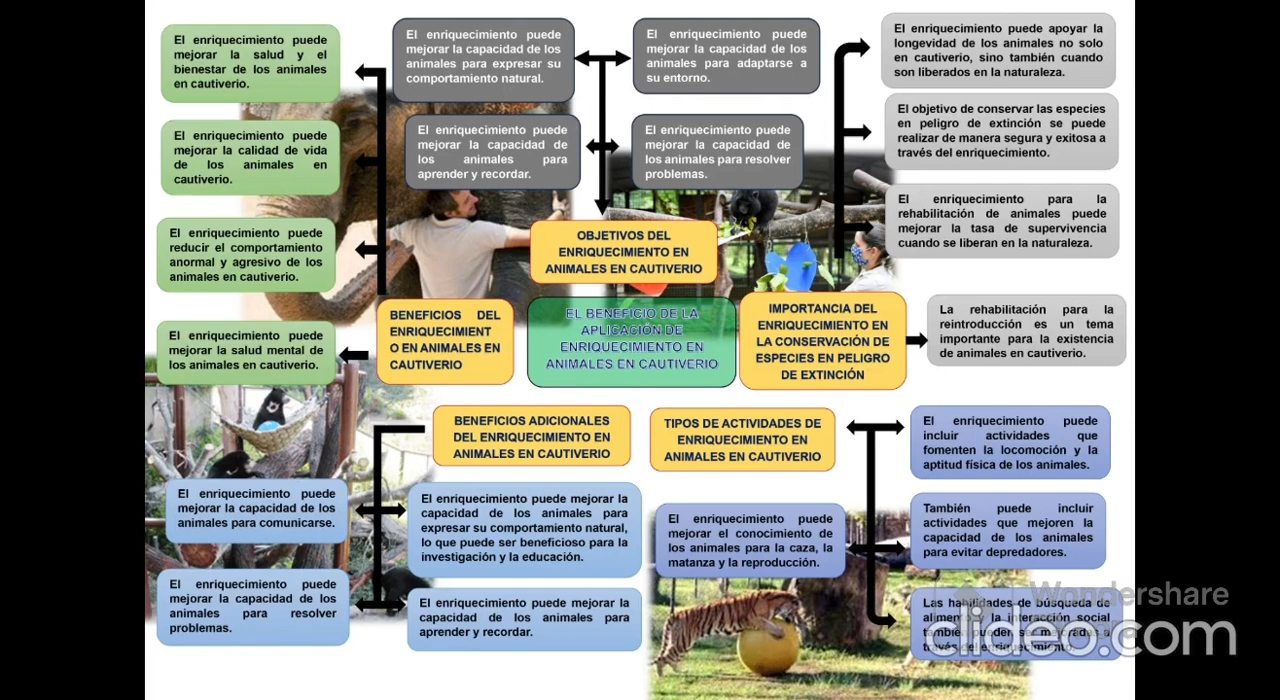 El enriquecimiento puede
mejorar la salud y el
bienestar de los animales
en cautiverio.
El enriquecimiento puede
mejorar la calidad de vida
de los animales en
cautiverio.
El enriquecimiento puede
reducir el comportamiento
anormal y agresivo de los
animales en cautiverio.
El enriquecimiento puede
mejorar la salud mental de
los animales en cautiverio.
BENEFICIOS DEL
ENRIQUECIMIENT
O EN ANIMALES EN
CAUTIVERIO
El enriquecimiento puede
mejorar la capacidad de los
animales para expresar su
comportamiento natural.
El enriquecimiento puede
mejorar la capacidad de los
animales para adaptarse a
su entorno.
El enriquecimiento puede
mejorar la capacidad de
los animales para
aprender y recordar.
El enriquecimiento puede
mejorar la capacidad de
los animales para resolver
problemas.
OBJETIVOS DEL
ENRIQUECIMIENTO EN
ANIMALES EN CAUTIVERIO
EL BENEFICIO DE LA
APLICACIÓN DE
ENRIQUECIMIENTO EN
ANIMALES EN CAUTIVERIO
El enriquecimiento puede apoyar la
longevidad de los animales no solo
en cautiverio, sino también cuando
son liberados en la naturaleza.
El objetivo de conservar las especies
en peligro de extinción se puede
realizar de manera segura y exitosa a
través del enriquecimiento.
El enriquecimiento para la
rehabilitación de animales puede
mejorar la tasa de supervivencia
cuando se liberan en la naturaleza.
IMPORTANCIA DEL
ENRIQUECIMIENTO EN
LA CONSERVACIÓN DE
ESPECIES EN PELIGRO
DE EXTINCIÓN
La rehabilitación para la
reintroducción es un tema
importante para la existencia
de animales en cautiverio.
BENEFICIOS ADICIONALES
DEL ENRIQUECIMIENTO EN
ANIMALES EN CAUTIVERIO
El enriquecimiento puede
mejorar la capacidad de los
animales para comunicarse.
El enriquecimiento puede mejorar la
capacidad de los animales para
expresar su comportamiento natural,
lo que puede ser beneficioso para la
investigación y la educación.
El enriquecimiento puede
mejorar la capacidad de los
animales para resolver
problemas.
El enriquecimiento puede mejorar la
capacidad de los animales para
aprender y recordar.
TIPOS DE ACTIVIDADES DE
ENRIQUECIMIENTO EN
ANIMALES EN CAUTIVERIO
El enriquecimiento puede
incluir actividades que
fomenten la locomoción y la
aptitud física de los animales.
El enriquecimiento puede
mejorar el conocimiento de
los animales para la caza, la
matanza y la reproducción.
También puede incluir
actividades que mejoren la
capacidad de los animales
para evitar depredadores.
Las habilidades de búsqueda de
alimento y la interacción social
también pueden ser mejoradas a
través del enriquecimiento.
Wondershare
clideo.com